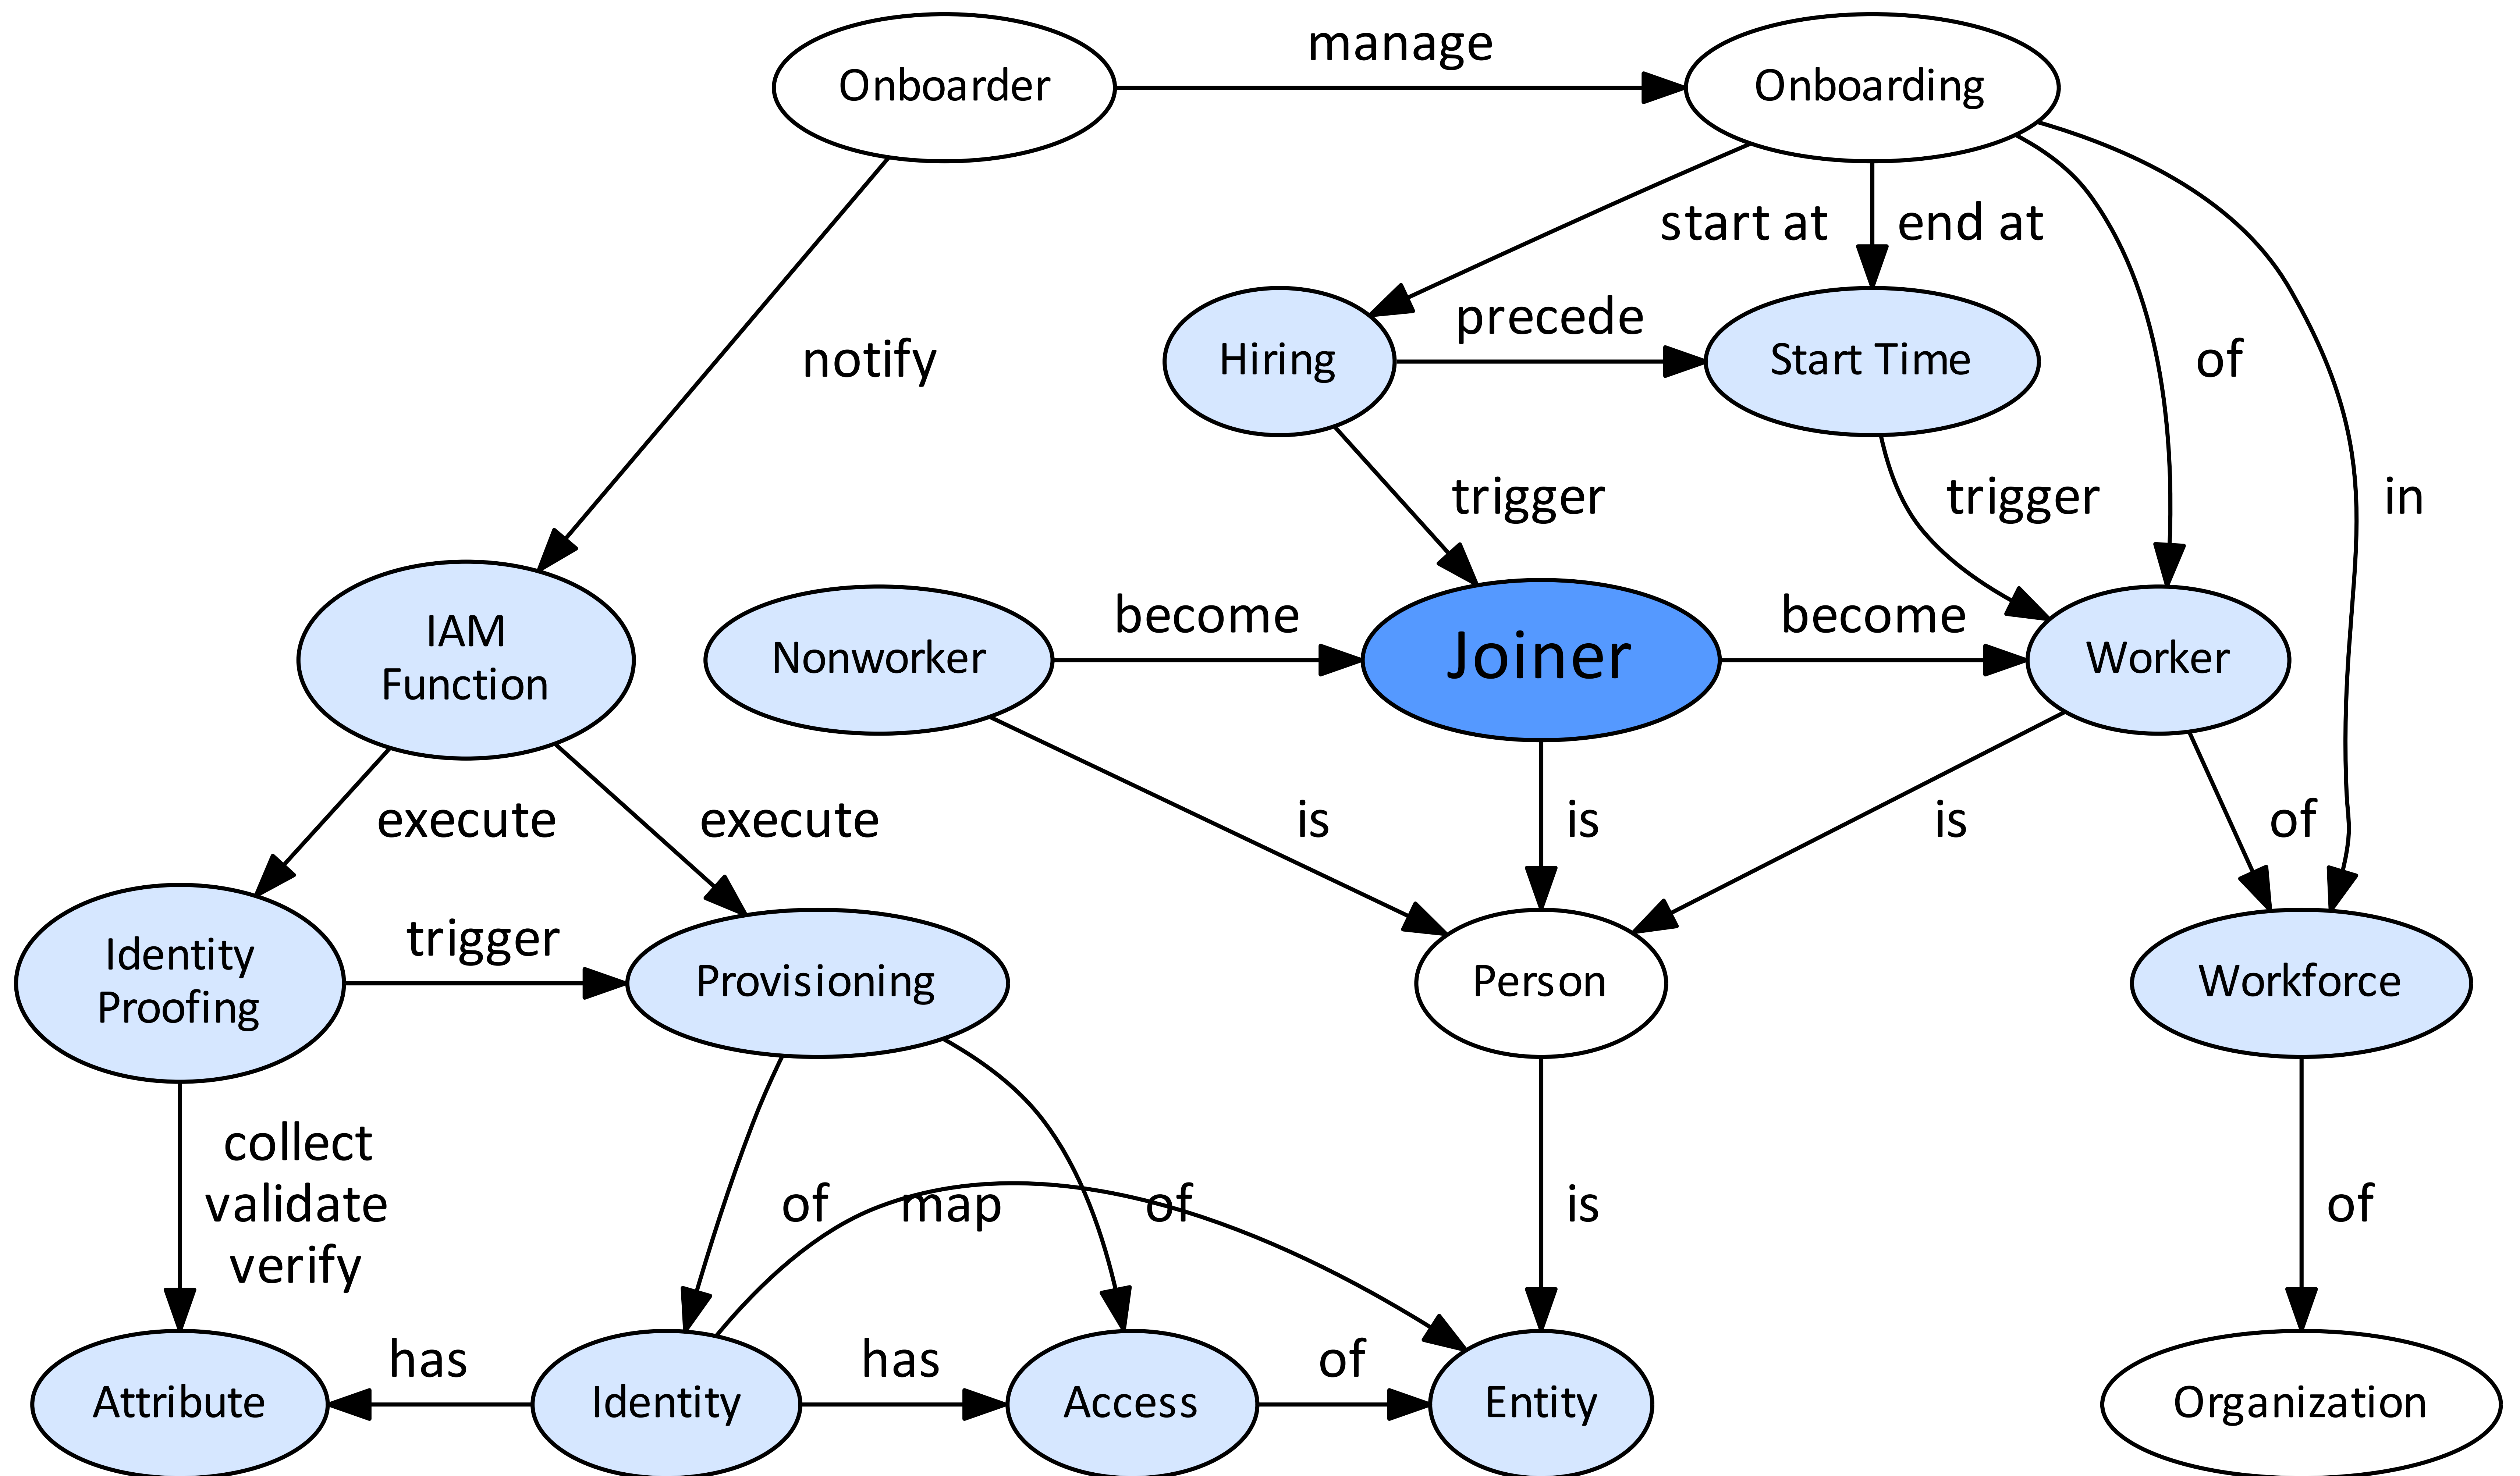 manage
Onboarder
Onboarding
start at
end at
precede
Hiring
Start Time
notify
of
trigger
trigger
in
IAM
Function
Nonworker
become
Joiner
become
Worker
execute
execute
is
is
is
of
Identity
Proofing
trigger
Provisioning
Person
Workforce
collect
validate
verify
of
map
of
is
of
Attribute
has
Identity
has
Access
of
Entity
Organization